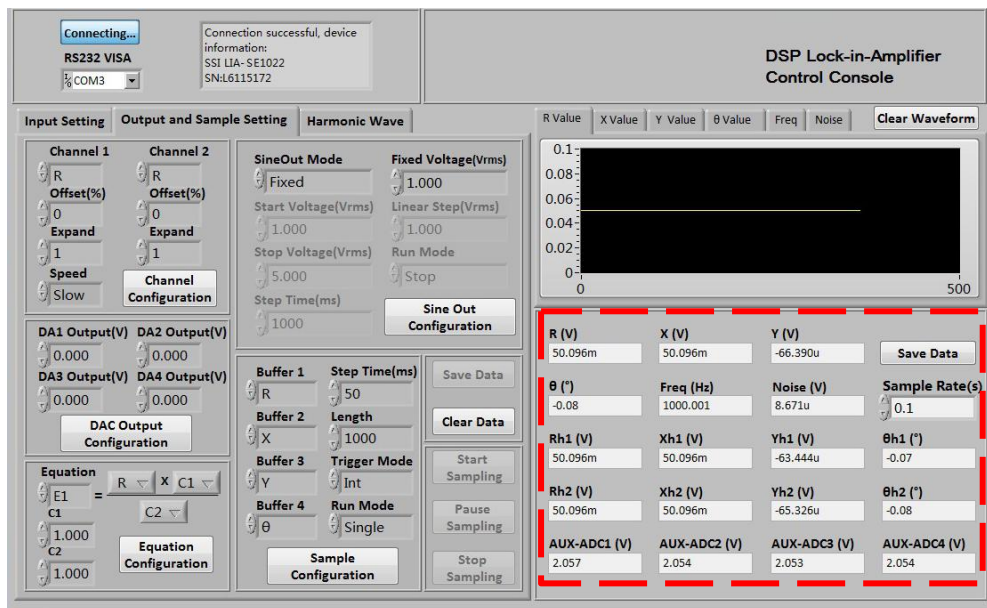 Connecting...
RS232 VISA
COM3
Connection successful, device
information:
SSI LIA-SE1022
SN:L6115172
DSP Lock-in-Amplifier
Control Console
Input Setting
Output and Sample Setting
Harmonic Wave
Channel 1
Channel 2
R
R
Offset(%)
Offset(%)
0
0
Expand
Expand
1
1
Speed
Slow
Channel
Configuration
DA1 Output(V)
DA2 Output(V)
0.000
0.000
DA3 Output(V)
DA4 Output(V)
0.000
0.000
DAC Output
Configuration
Equation
E1
=
R
X
C1
C2
C1
1.000
C2
1.000
Equation
Configuration
SineOut Mode
Fixed Voltage(Vrms)
Fixed
1.000
Start Voltage(Vrms)
Linear Step(Vrms)
1.000
1.000
Stop Voltage(Vrms)
Run Mode
5.000
Stop
Step Time(ms)
1000
Sine Out
Configuration
Buffer 1
Step Time(ms)
R
50
Buffer 2
Length
X
1000
Buffer 3
Trigger Mode
Y
Int
Buffer 4
Run Mode
θ
Single
Sample
Configuration
Save Data
Clear Data
Start
Sampling
Pause
Sampling
Stop
Sampling
R Value
X Value
Y Value
θ Value
Freq
Noise
Clear Waveform
0.1
0.08
0.06
0.04
0.02
0
0
500
R (V)
X (V)
Y (V)
50.096m
50.096m
-66.390u
Save Data
θ (°)
Freq (Hz)
Noise (V)
Sample Rate(s)
-0.08
1000.001
8.671u
0.1
Rh1 (V)
Xh1 (V)
Yh1 (V)
θh1 (°)
50.096m
50.096m
-63.444u
-0.07
Rh2 (V)
Xh2 (V)
Yh2 (V)
θh2 (°)
50.096m
50.096m
-65.326u
-0.08
AUX-ADC1 (V)
AUX-ADC2 (V)
AUX-ADC3 (V)
AUX-ADC4 (V)
2.057
2.054
2.053
2.054